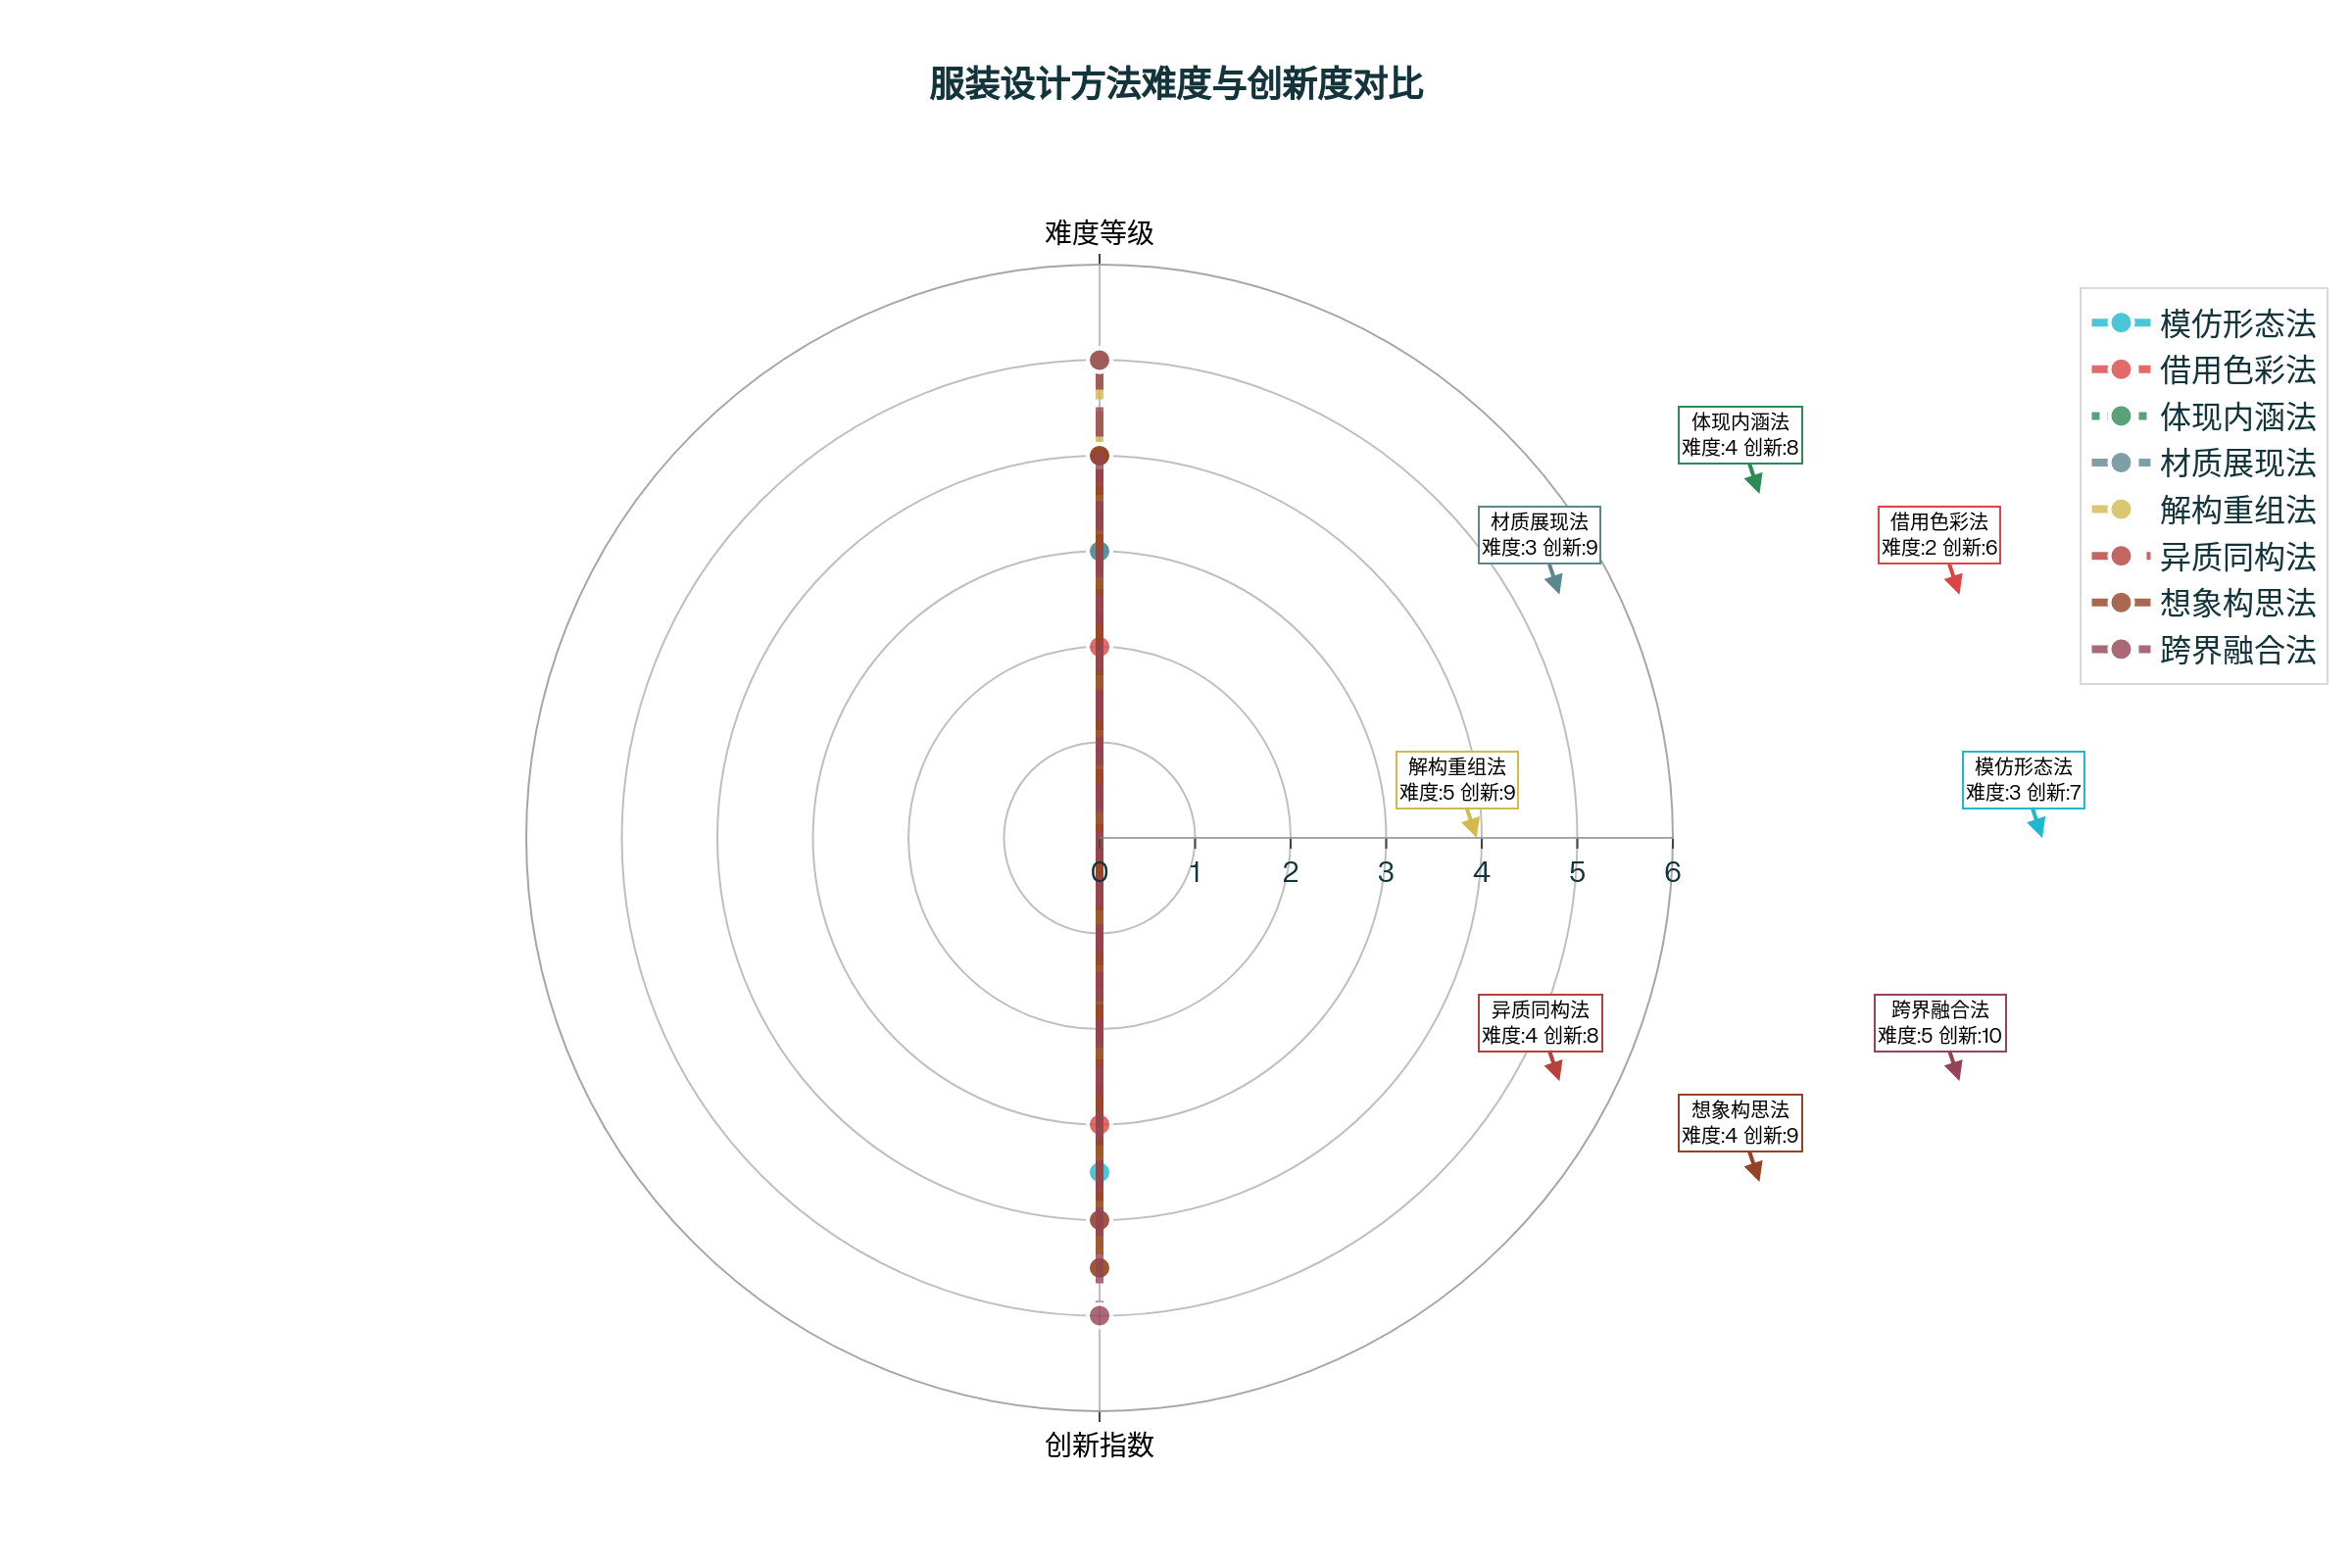 服装设计方法难度与创新度对比
难度等级
模仿形态法
借用色彩法
体现内涵法
材质展现法
解构重组法
异质同构法
想象构思法
跨界融合法
体现内涵法
难度:4 创新:8
材质展现法
难度:3 创新:9
借用色彩法
难度:2 创新:6
解构重组法
难度:5 创新:9
模仿形态法
难度:3 创新:7
0 1 2 3 4 5 6
异质同构法
难度:4 创新:8
跨界融合法
难度:5 创新:10
想象构思法
难度:4 创新:9
创新指数